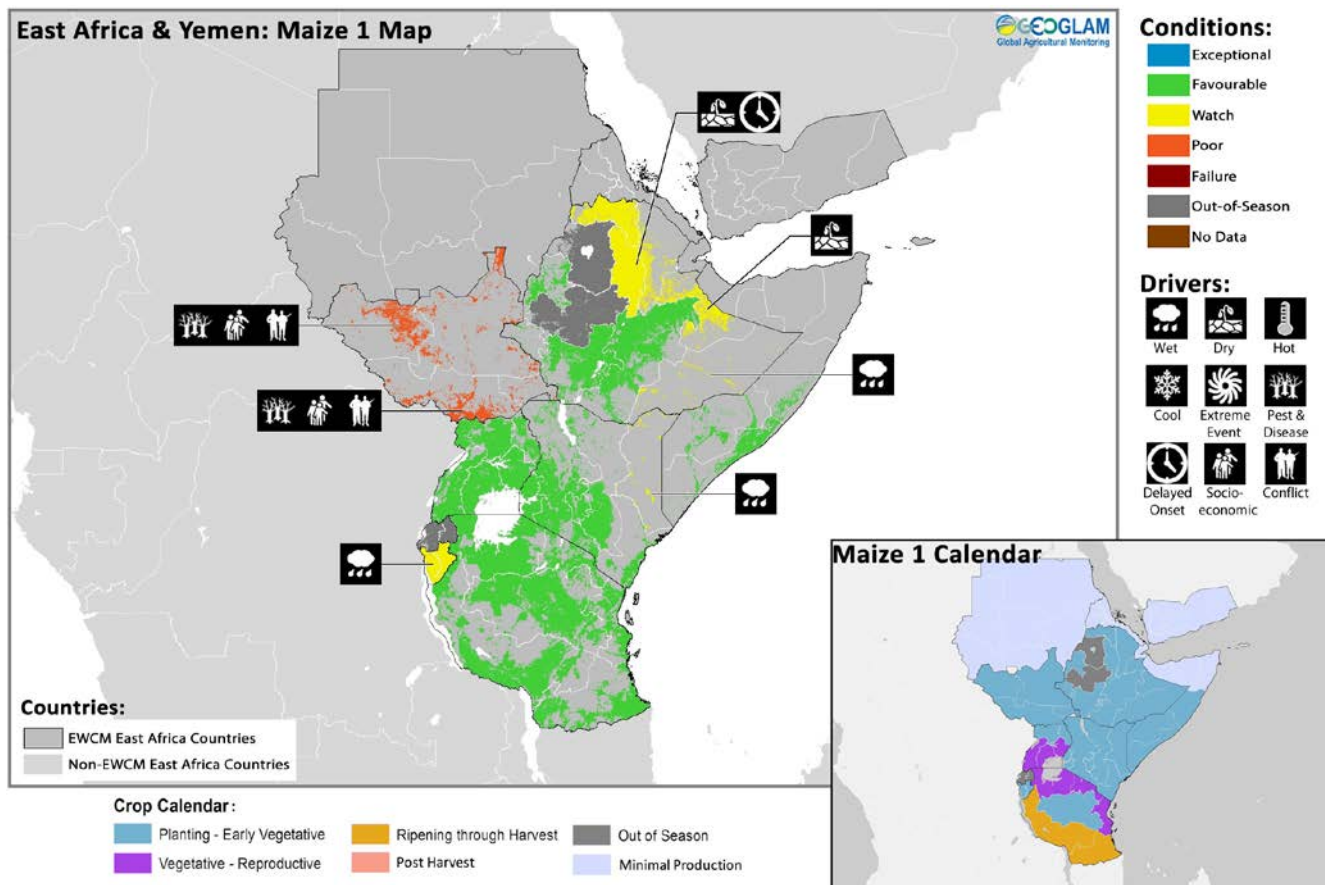 East Africa & Yemen: Maize 1 Map
GEOGLAM
Global Agricultural Monitoring
Conditions:
Exceptional
Favourable
Watch
Poor
Failure
Out-of-Season
No Data
Drivers:
Wet
Dry
Hot
Cool
Extreme
Event
Pest &
Disease
Delayed
Onset
Socio-
economic
Conflict
Maize 1 Calendar
Countries:
EWCM East Africa Countries
Non-EWCM East Africa Countries
Crop Calendar:
Planting - Early Vegetative
Ripening through Harvest
Out of Season
Vegetative - Reproductive
Post Harvest
Minimal Production